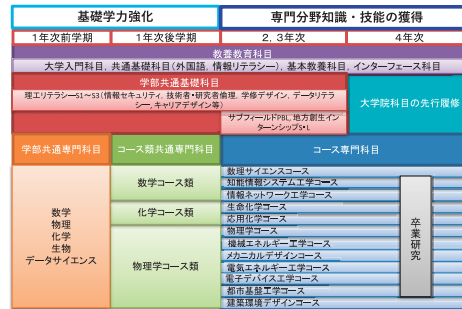 基礎学力強化
専門分野知識・技能の獲得
1年次前学期
1年次後学期
2, 3年次
4年次
教養教育科目
大学入門科目, 共通基礎科目(外国語, 情報リテラシー), 基本教養科目, インターフェース科目
学部共通基礎科目
理工リテラシーS1~S3(情報セキュリティ, 技術者・研究者倫理, 学修デザイン, データリテラ
シー, キャリアデザイン等)
サブフィールドPBL, 地方創生イ
ンターンシップS・L
大学院科目の先行履修
学部共通専門科目
コース類共通専門科目
コース専門科目
数学
物理
化学
生物
データサイエンス
数学コース類
化学コース類
物理学コース類
数理サイエンスコース
知能情報システム工学コース
情報ネットワーク工学コース
生命化学コース
応用化学コース
物理学コース
機械エネルギー工学コース
メカニカルデザインコース
電気エネルギー工学コース
電子デバイス工学コース
都市基盤工学コース
建築環境デザインコース
卒業研究